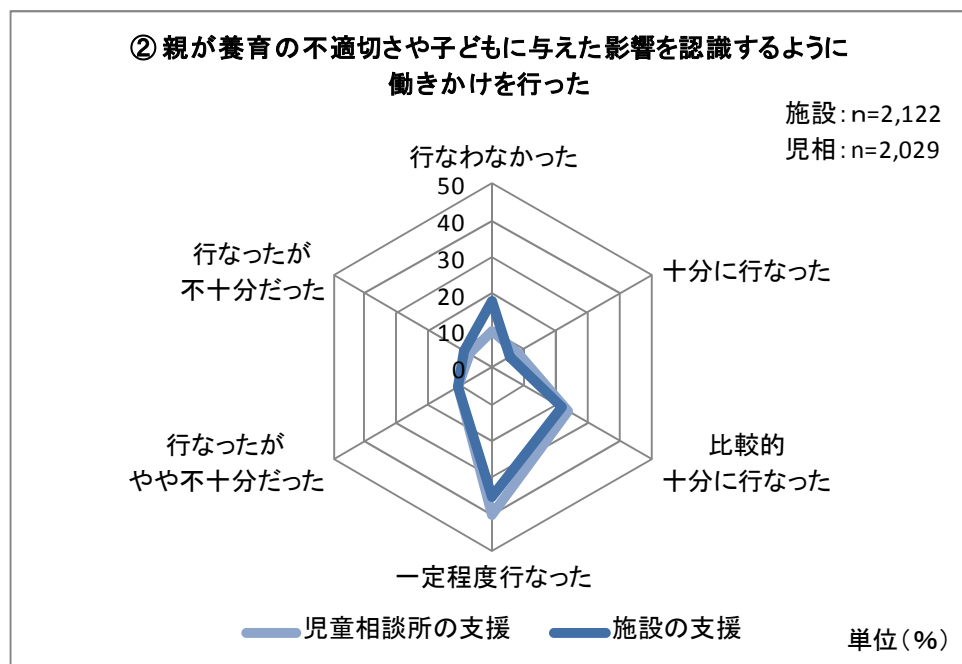 ② 親が養育の不適切さや子どもに与えた影響を認識するように
働きかけを行った
施設：ｎ=2,122
児相：n=2,029
行なわなかった
50
40
30
20
10
0
十分に行なった
比較的
十分に行なった
一定程度行なった
行なったが
やや不十分だった
行なったが
不十分だった
児童相談所の支援
施設の支援
単位（％）